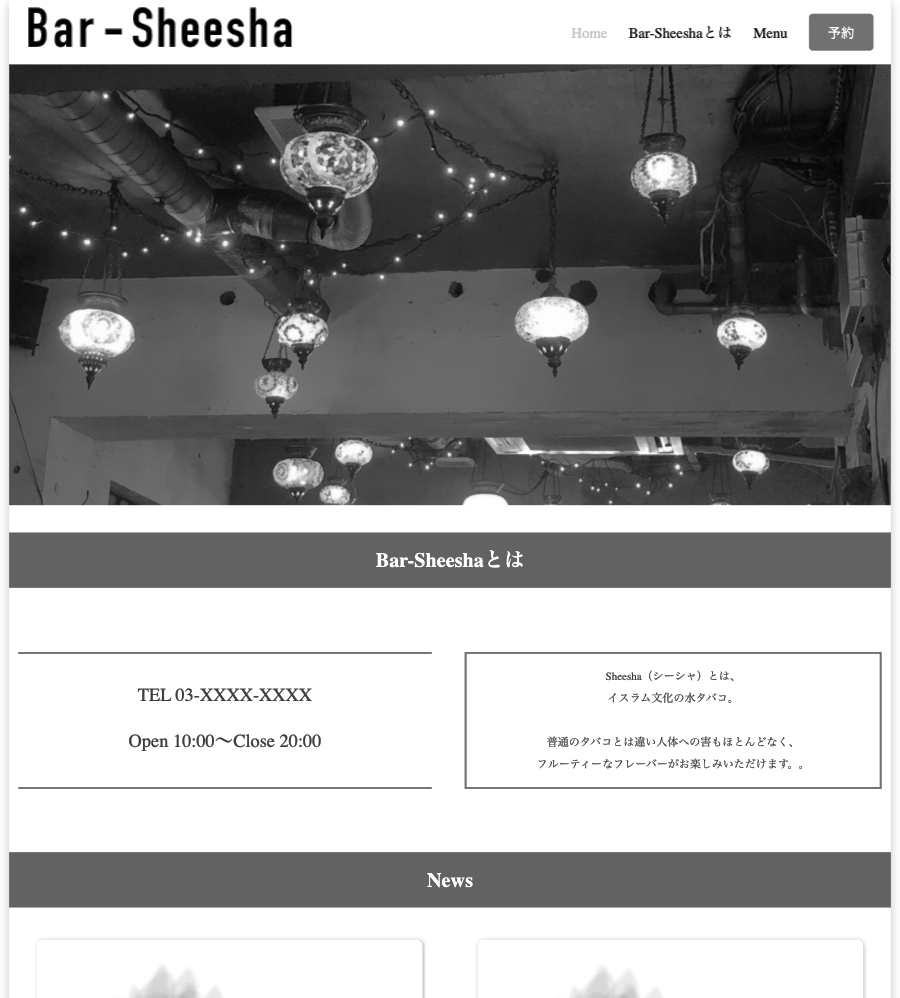 Bar-Sheesha
Home
Bar-Sheeshaとは
Menu
予約
Bar-Sheeshaとは
TEL 03-XXXX-XXXX
Open 10:00〜Close 20:00
Sheesha（シーシャ）とは、
イスラム文化の水タバコ。
普通のタバコとは違い人体への害もほとんどなく、
フルーティーなフレーバーがお楽しみいただけます。。
News